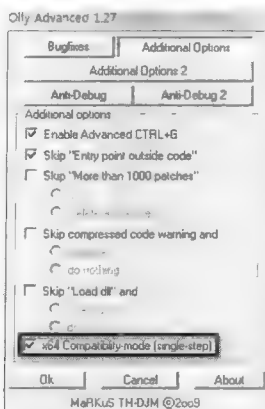 Olly Advanced 1.27
Bugfixes
Additional Options
Additional Options 2
Anti-Debug
Anti-Debug 2
Additional options
Enable Advanced CTRL+G
Skip "Entry point outside code"
Skip "More than 1000 patches"
Skip compressed code warning and
do nothing
Skip "Load dll" and
x64 Compatibility-mode (single-step)
Ok
Cancel
About
MaRKuS TH-DJM ©2oo9